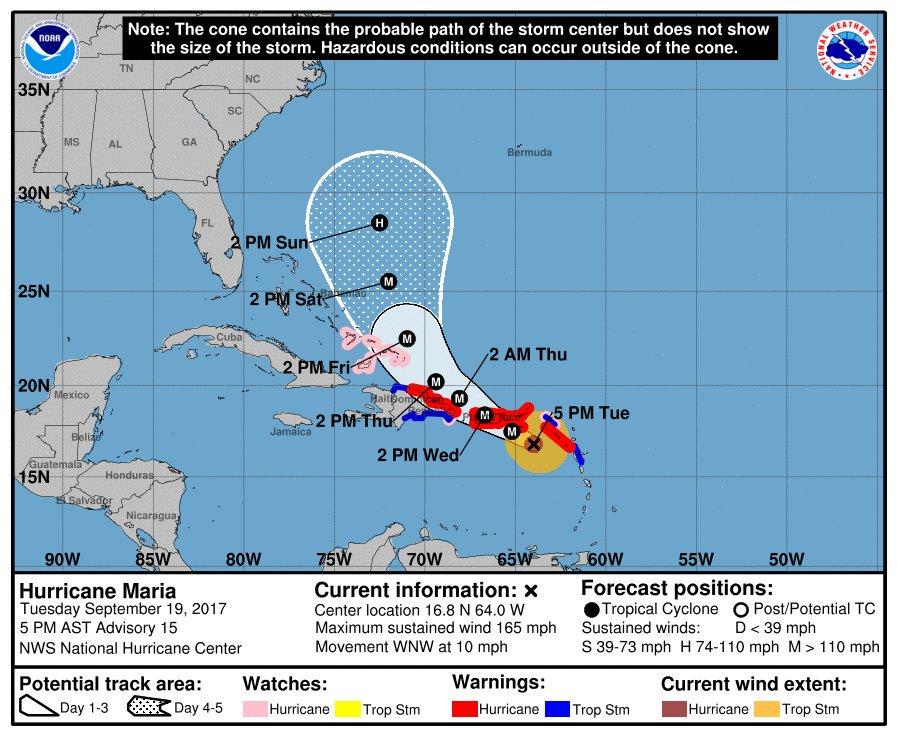 Note: The cone contains the probable path of the storm center but does not show
the size of the storm. Hazardous conditions can occur outside of the cone.
NOAA
NATIONAL WEATHER SERVICE
TN
NC
35N
SC
MS
AL
GA
Bermuda
30N
FL
H
2 PM Sun
M
25N
2 PM Sat
Bahamas
Cuba
M
2 AM Thu
2 PM Fri
20N
M
M
Mexico
Haiti
Dominican
5 PM Tue
2 PM Thu
M
Jamaica
M
Belize
2 PM Wed
Guatemala
15N
Honduras
El Salvador
Nicaragua
90W 85W 80W 75W 70W 65W 60W 55W 50W
Hurricane Maria
Tuesday September 19, 2017
5 PM AST Advisory 15
NWS National Hurricane Center
Current information:
Center location 16.8 N 64.0 W
Maximum sustained wind 165 mph
Movement WNW at 10 mph
Forecast positions:
Tropical Cyclone Post/Potential TC
Sustained winds: D < 39 mph
S 39-73 mph H 74-110 mph M > 110 mph
Potential track area:
Day 1-3 Day 4-5
Watches:
Hurricane Trop Stm
Warnings:
Hurricane Trop Stm
Current wind extent:
Hurricane Trop Stm